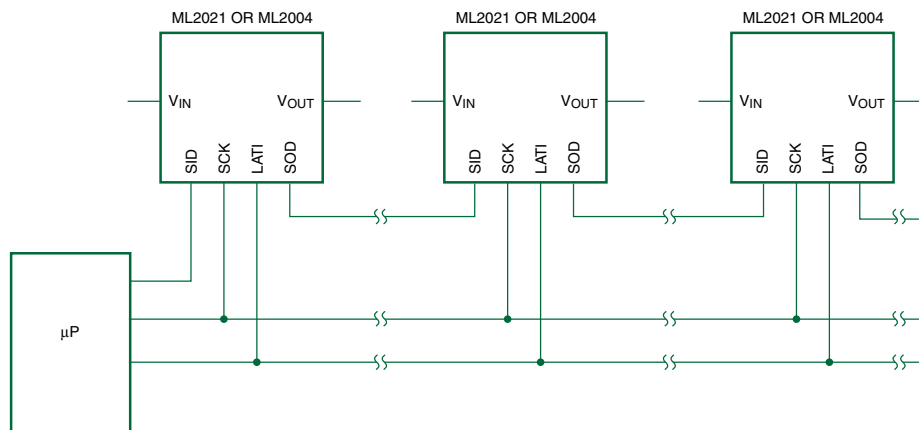 ML2021 OR ML2004
ML2021 OR ML2004
ML2021 OR ML2004
VIN
VOUT
SID
SCK
LATI
SOD
VIN
VOUT
SID
SCK
LATI
SOD
VIN
VOUT
SID
SCK
LATI
SOD
μP